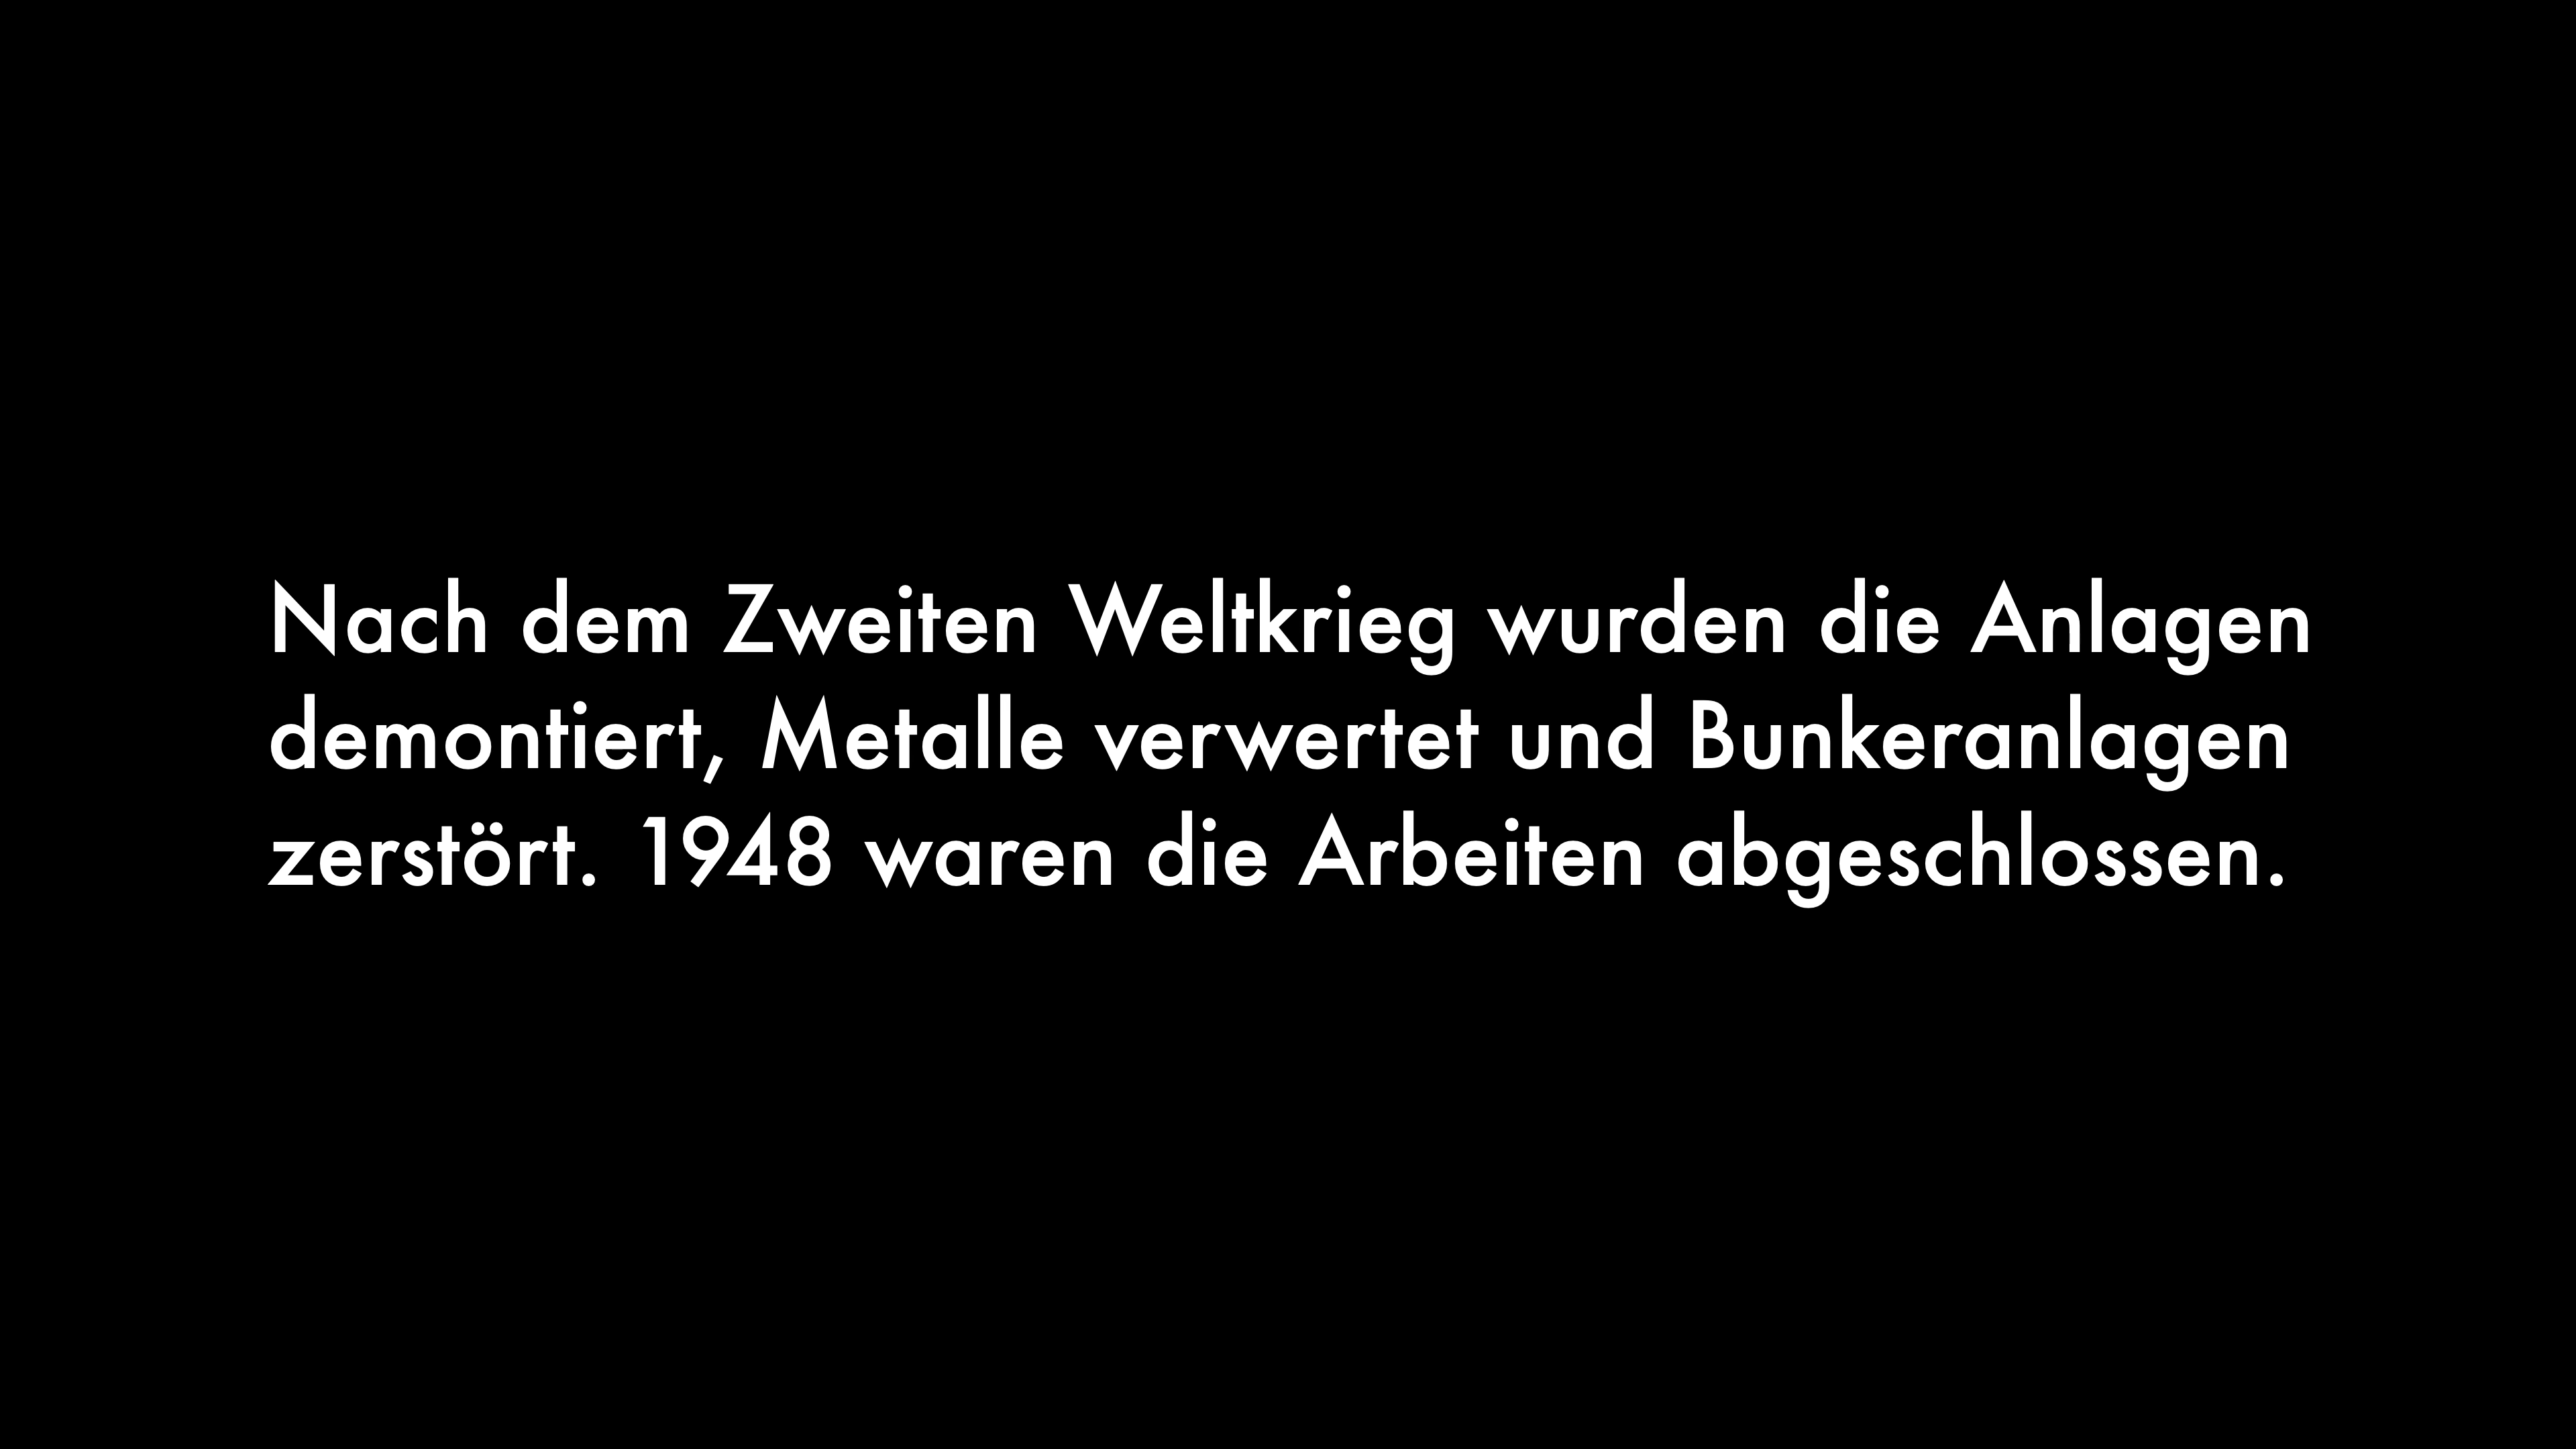 Nach dem Zweiten Weltkrieg wurden die Anlagen
demontiert, Metalle verwertet und Bunkeranlagen
zerstört. 1948 waren die Arbeiten abgeschlossen.